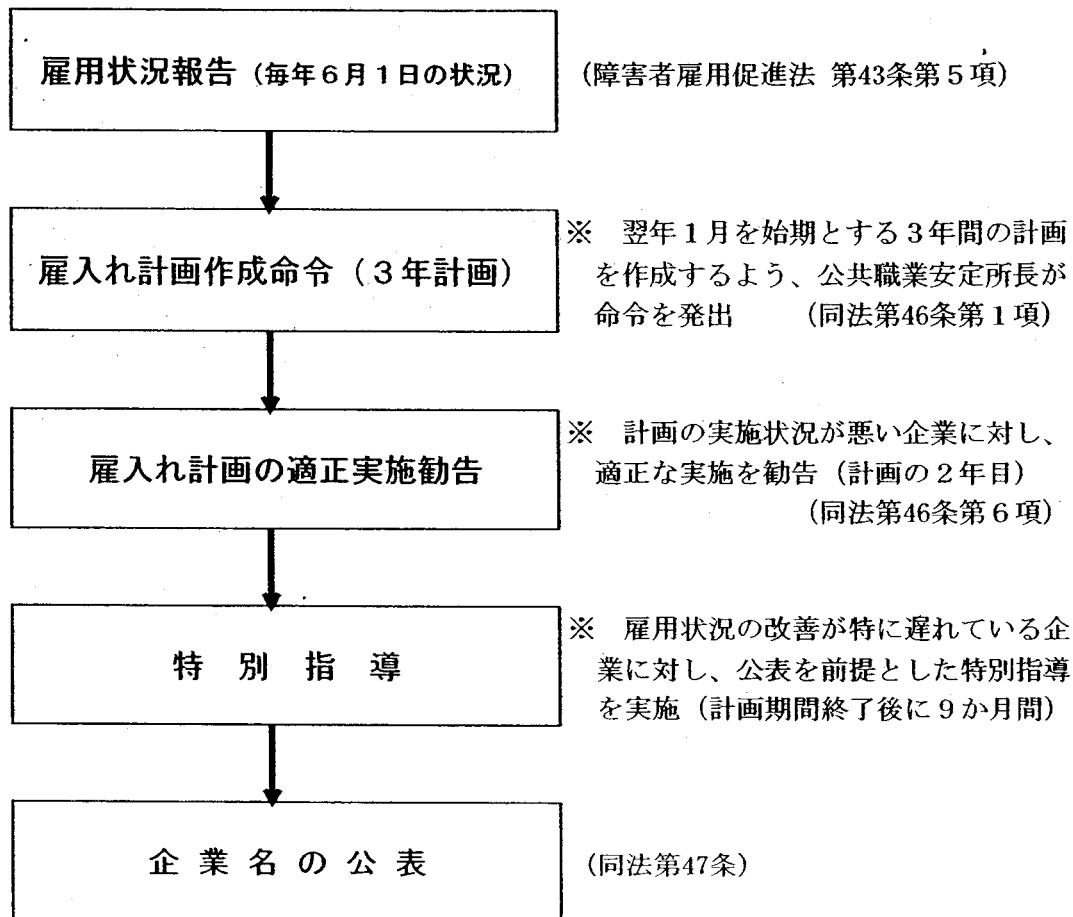 雇用状況報告（毎年６月１日の状況）
（障害者雇用促進法 第43条第５項）
雇入れ計画作成命令（３年計画）
※　翌年１月を始期とする３年間の計画
を作成するよう、公共職業安定所長が
命令を発出　　（同法第46条第１項）
雇入れ計画の適正実施勧告
※　計画の実施状況が悪い企業に対し、
適正な実施を勧告（計画の２年目）
（同法第46条第６項）
特　別　指　導
※　雇用状況の改善が特に遅れている企
業に対し、公表を前提とした特別指導
を実施（計画期間終了後に９か月間）
企 業 名 の 公 表
（同法第47条）